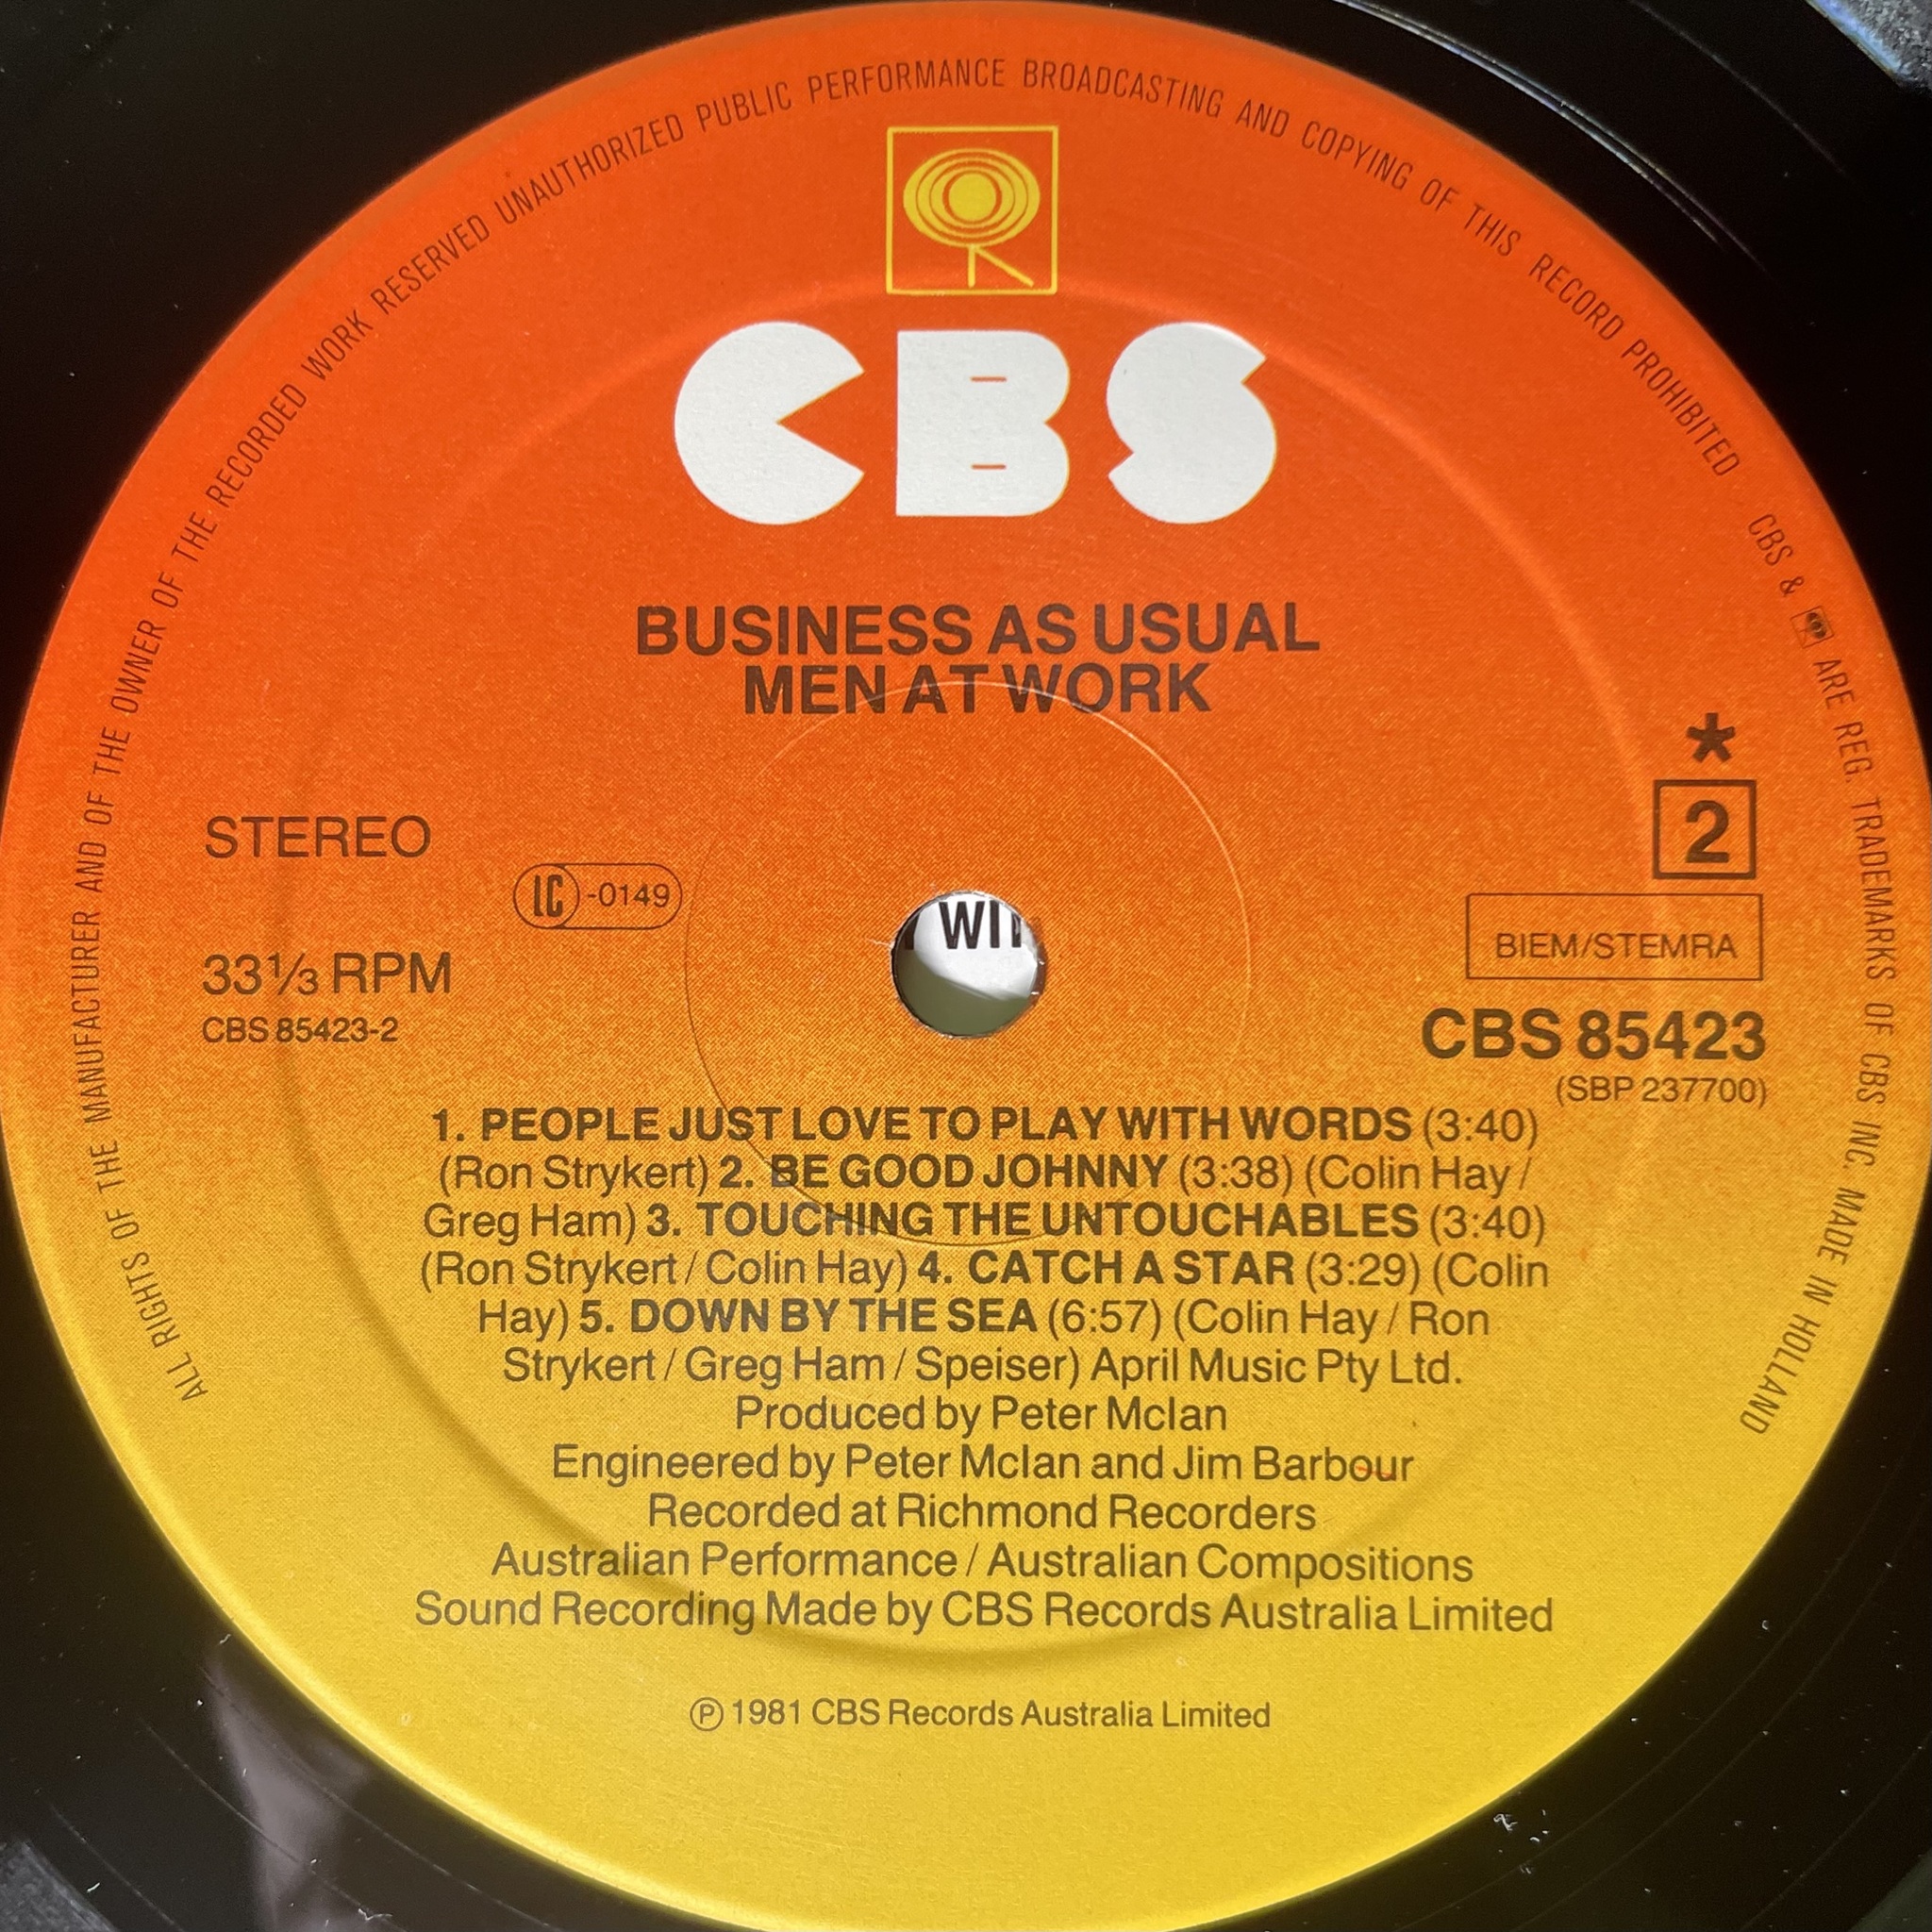 ALL RIGHTS OF THE MANUFACTURER AND OF THE OWNER OF THE RECORDED WORK RESERVED UNAUTHORIZED PUBLIC PERFORMANCE BROADCASTING AND COPYING OF THIS RECORD PROHIBITED CBS & ARE REG. TRADEMARKS OF CBS INC. MADE IN HOLLAND
CBS
BUSINESS AS USUAL
MEN AT WORK
STEREO
LC -0149
33⅓ RPM
CBS 85423-2
*
2
BIEM/STEMRA
CBS 85423
(SBP 237700)
WI
1. PEOPLE JUST LOVE TO PLAY WITH WORDS (3:40)
(Ron Strykert) 2. BE GOOD JOHNNY (3:38) (Colin Hay /
Greg Ham) 3. TOUCHING THE UNTOUCHABLES (3:40)
(Ron Strykert / Colin Hay) 4. CATCH A STAR (3:29) (Colin
Hay) 5. DOWN BY THE SEA (6:57) (Colin Hay / Ron
Strykert / Greg Ham / Speiser) April Music Pty Ltd.
Produced by Peter McIan
Engineered by Peter McIan and Jim Barbour
Recorded at Richmond Recorders
Australian Performance / Australian Compositions
Sound Recording Made by CBS Records Australia Limited
℗ 1981 CBS Records Australia Limited